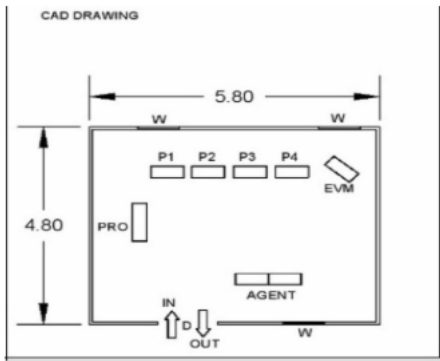 CAD DRAWING
5.80
W
W
P1 P2 P3 P4
EVM
4.80
PRO
AGENT
IN
D
OUT
W